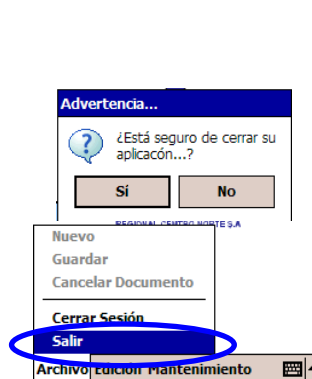 Advertencia...
¿Está seguro de cerrar su
aplicacón...?
Sí No
REGIONAL CENTRO NORTE S.A
Nuevo
Guardar
Cancelar Documento
Cerrar Sesión
Salir
Archivo Edición Mantenimiento